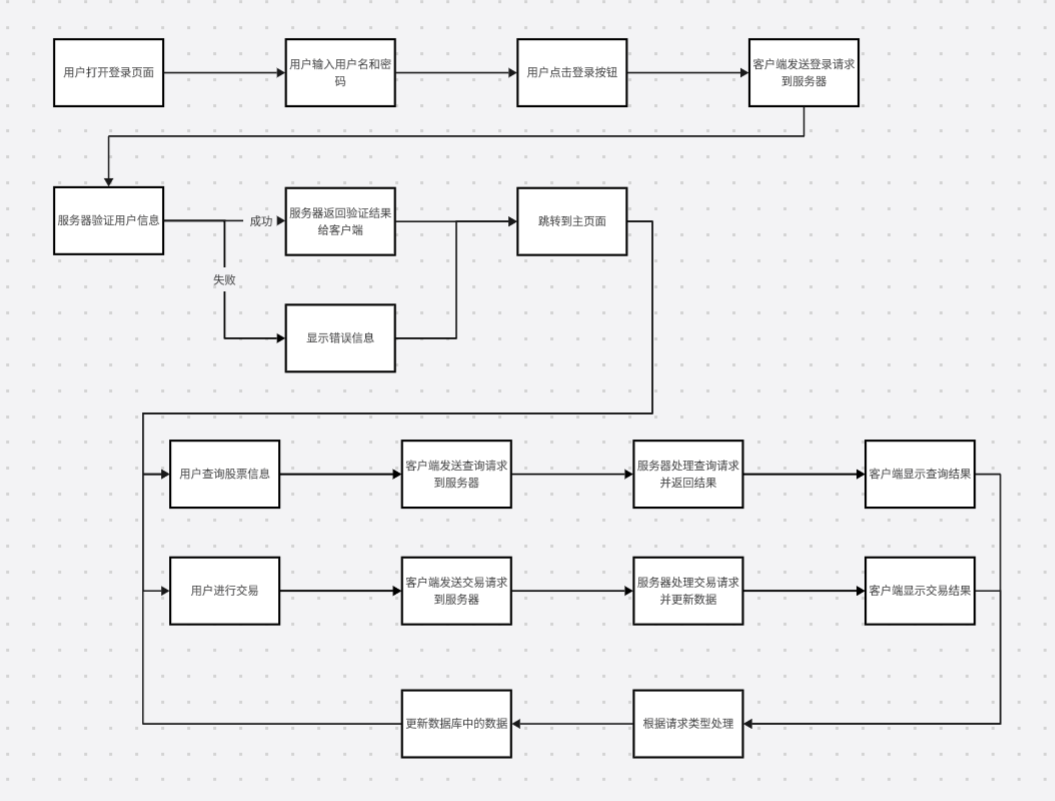 用户打开登录页面
用户输入用户名和密
码
用户点击登录按钮
客户端发送登录请求
到服务器
服务器验证用户信息
成功
服务器返回验证结果
给客户端
跳转到主页面
失败
显示错误信息
用户查询股票信息
客户端发送查询请求
到服务器
服务器处理查询请求
并返回结果
客户端显示查询结果
用户进行交易
客户端发送交易请求
到服务器
服务器处理交易请求
并更新数据
客户端显示交易结果
更新数据库中的数据
根据请求类型处理